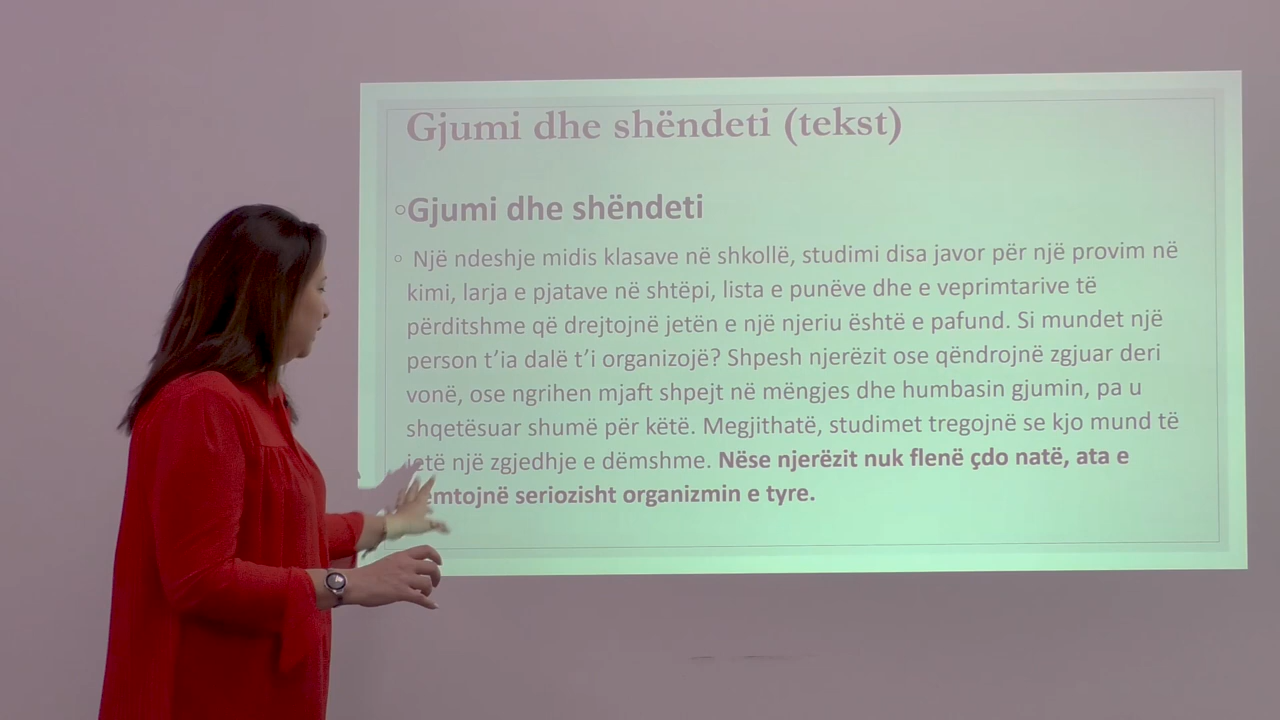 Gjumi dhe shëndeti (tekst)
Gjumi dhe shëndeti
Një ndeshje midis klasave në shkollë, studimi disa javor për një provim në
kimi, larja e pjatave në shtëpi, lista e punëve dhe e veprimtarive të
përditshme që drejtojnë jetën e një njeriu është e pafund. Si mundet një
person t’ia dalë t’i organizojë? Shpesh njerëzit ose qëndrojnë zgjuar deri
vonë, ose ngrihen mjaft shpejt në mëngjes dhe humbasin gjumin, pa u
shqetësuar shumë për këtë. Megjithatë, studimet tregojnë se kjo mund të
jetë një zgjedhje e dëmshme. Nëse njerëzit nuk flenë çdo natë, ata e
seriozisht organizmin e tyre.